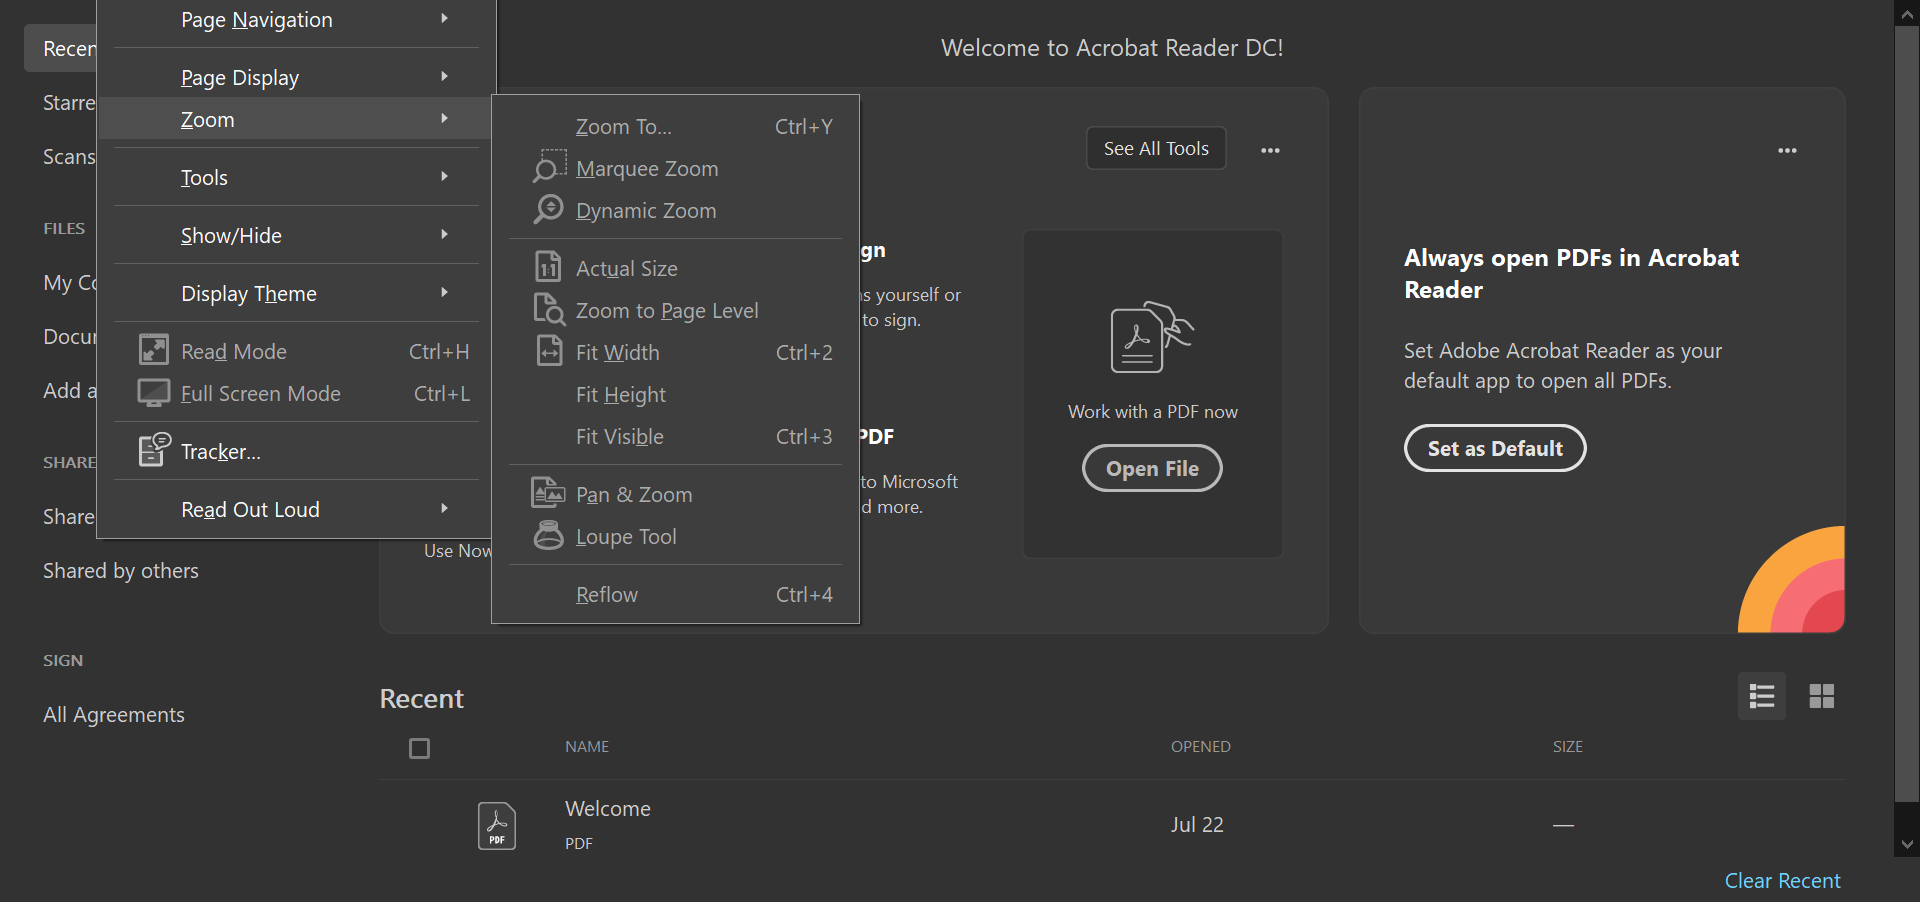 Page Navigation
Page Display
Zoom
Tools
Show/Hide
Display Theme
Read Mode Ctrl+H
Full Screen Mode Ctrl+L
Tracker...
Read Out Loud
Zoom To... Ctrl+Y
Marquee Zoom
Dynamic Zoom
Actual Size
Zoom to Page Level
Fit Width Ctrl+2
Fit Height
Fit Visible Ctrl+3
Pan & Zoom
Loupe Tool
Reflow Ctrl+4
Recen
Starre
Scans
FILES
My Co
Docum
Add a
SHARE
Share
Shared by others
SIGN
All Agreements
Welcome to Acrobat Reader DC!
See All Tools
gn
s yourself or
to sign.
PDF
to Microsoft
d more.
Use Now
Work with a PDF now
Open File
Always open PDFs in Acrobat
Reader
Set Adobe Acrobat Reader as your
default app to open all PDFs.
Set as Default
Recent
NAME OPENED SIZE
PDF
Welcome
PDF
Jul 22 —
Clear Recent